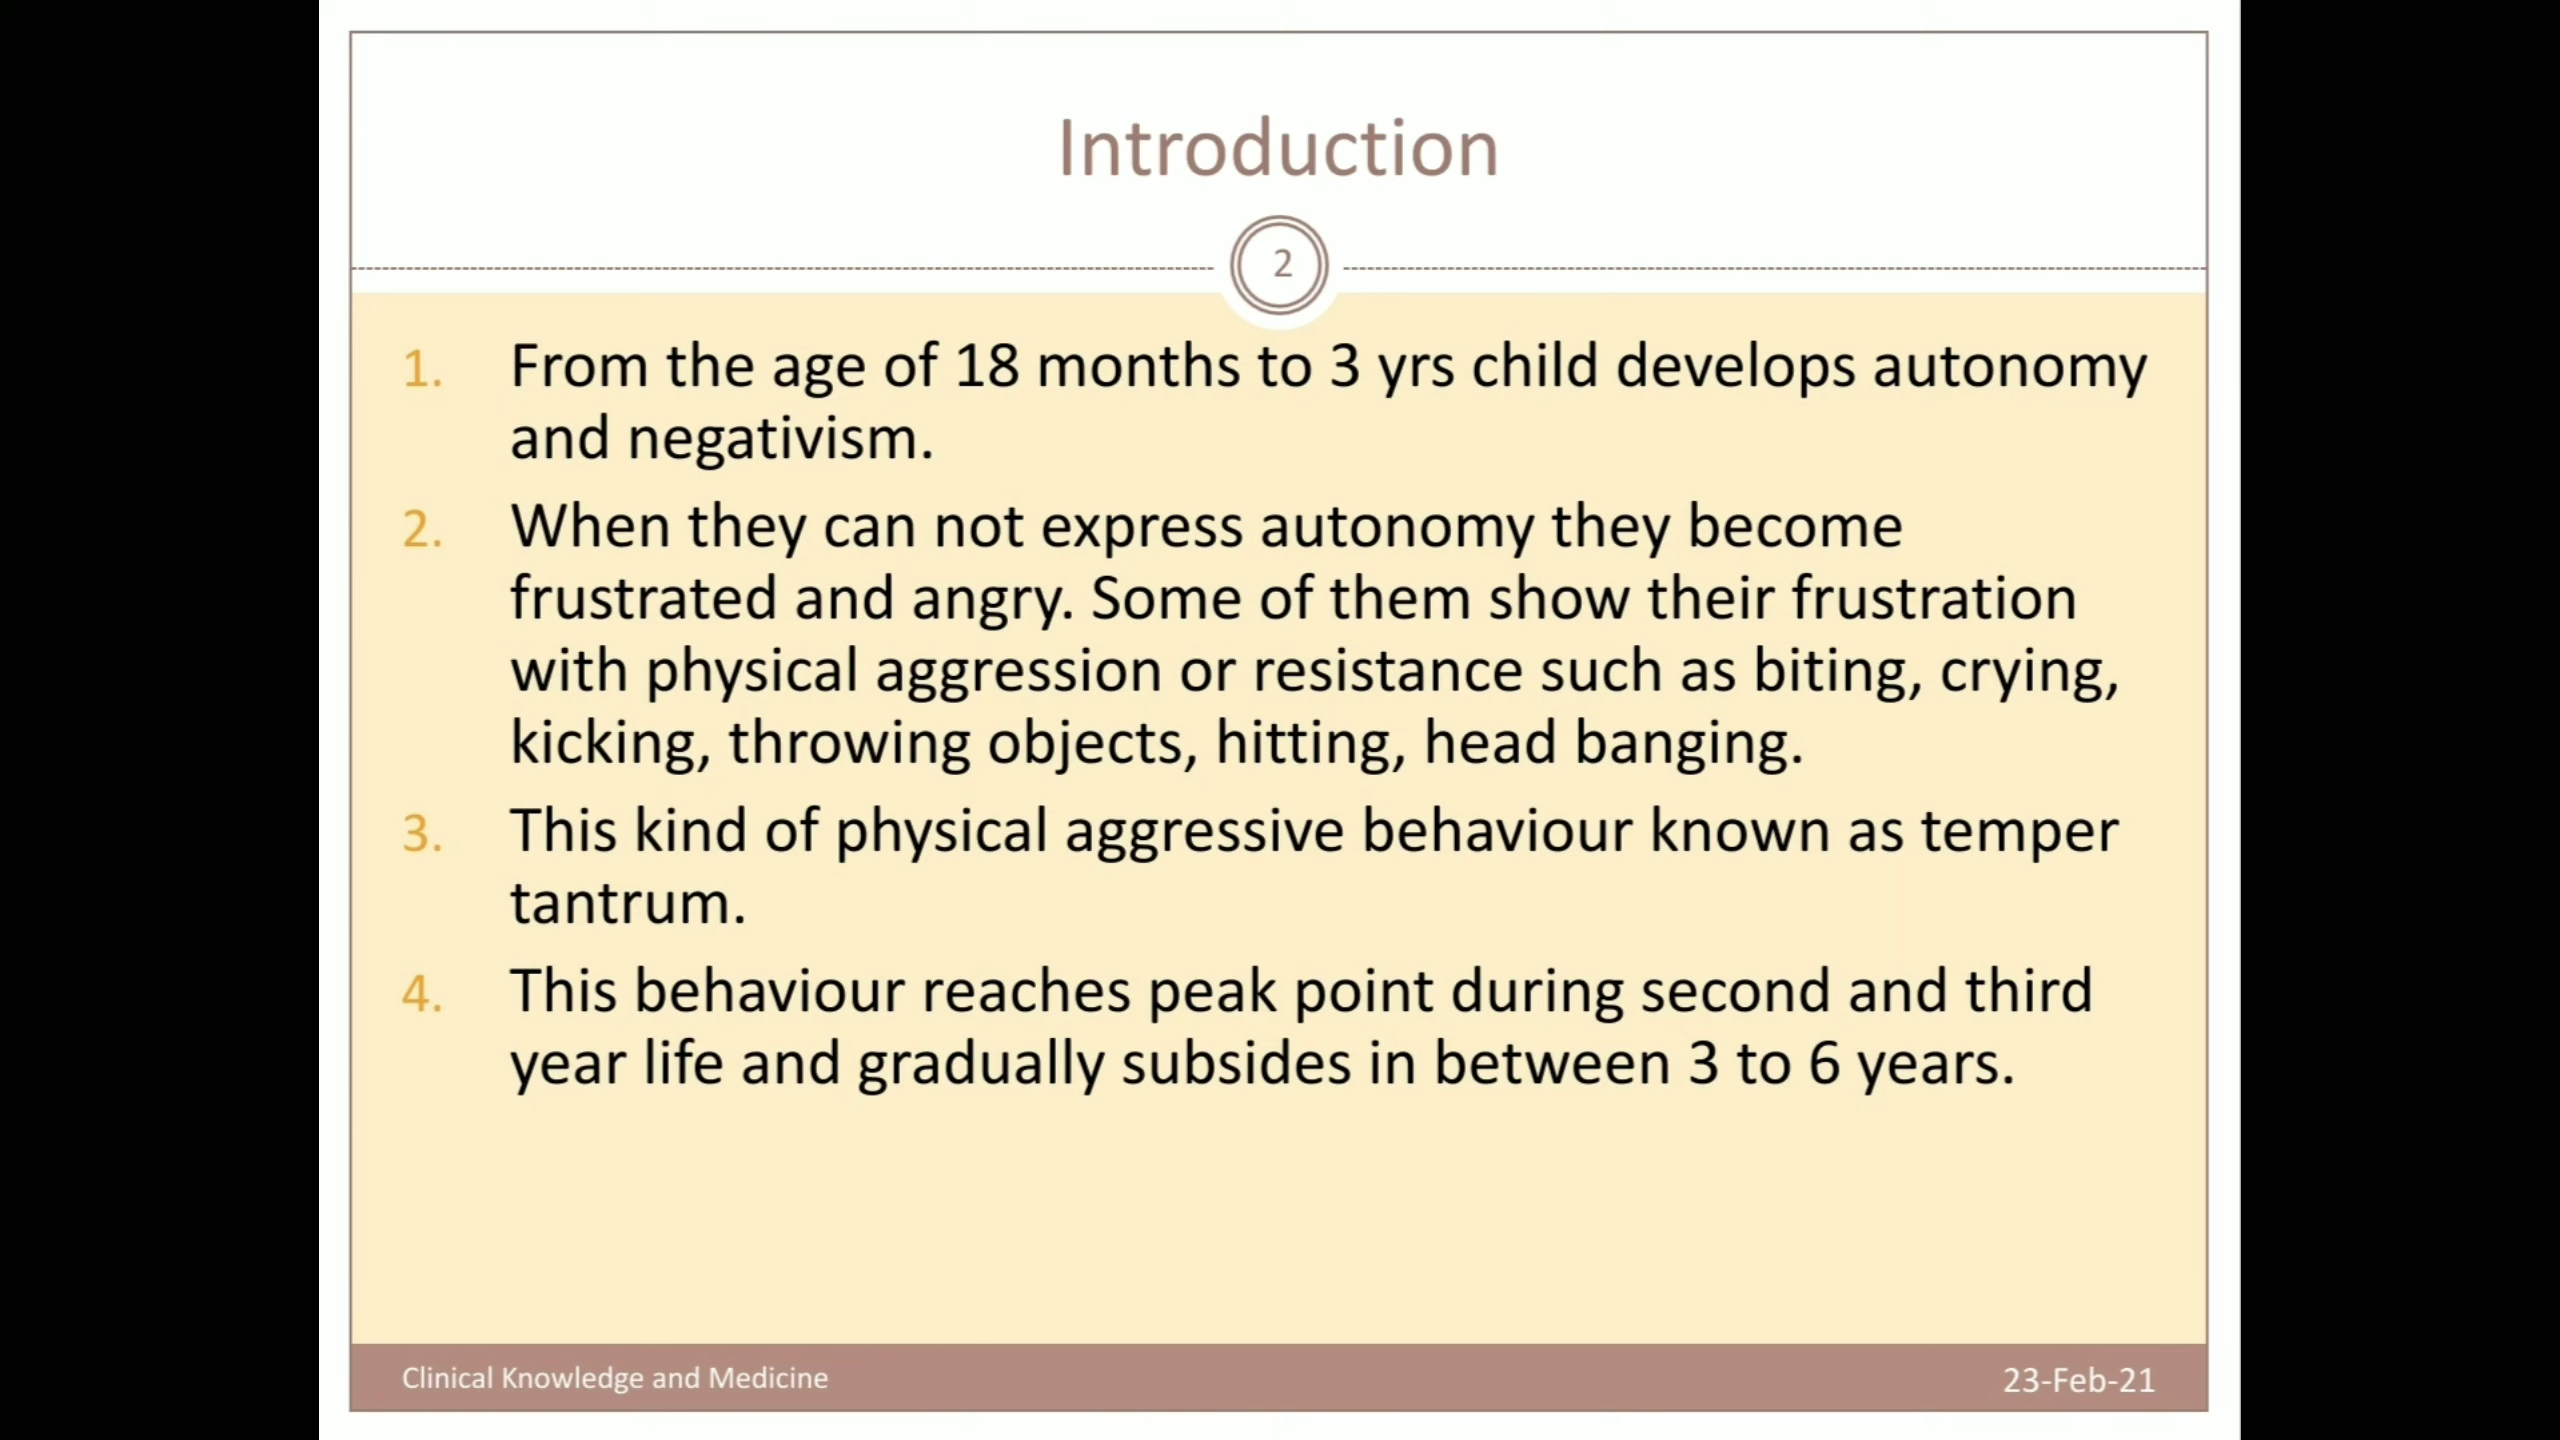 Introduction
2
1. From the age of 18 months to 3 yrs child develops autonomy
and negativism.
2. When they can not express autonomy they become
frustrated and angry. Some of them show their frustration
with physical aggression or resistance such as biting, crying,
kicking, throwing objects, hitting, head banging.
3. This kind of physical aggressive behaviour known as temper
tantrum.
4. This behaviour reaches peak point during second and third
year life and gradually subsides in between 3 to 6 years.
Clinical Knowledge and Medicine
23-Feb-21